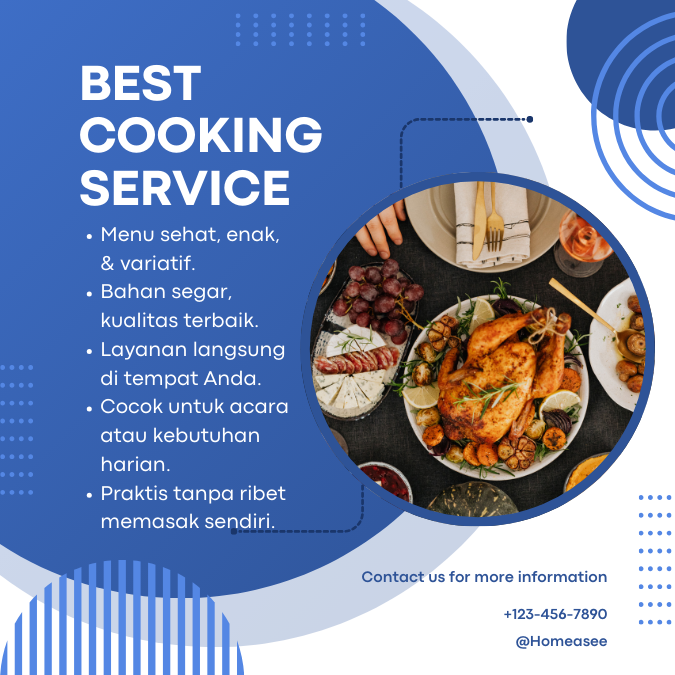 BEST
COOKING
SERVICE
• Menu sehat, enak,
& variatif.
• Bahan segar,
kualitas terbaik.
• Layanan langsung
di tempat Anda.
• Cocok untuk acara
atau kebutuhan
harian.
• Praktis tanpa ribet
memasak sendiri.
Contact us for more information
+123-456-7890
@Homeasee